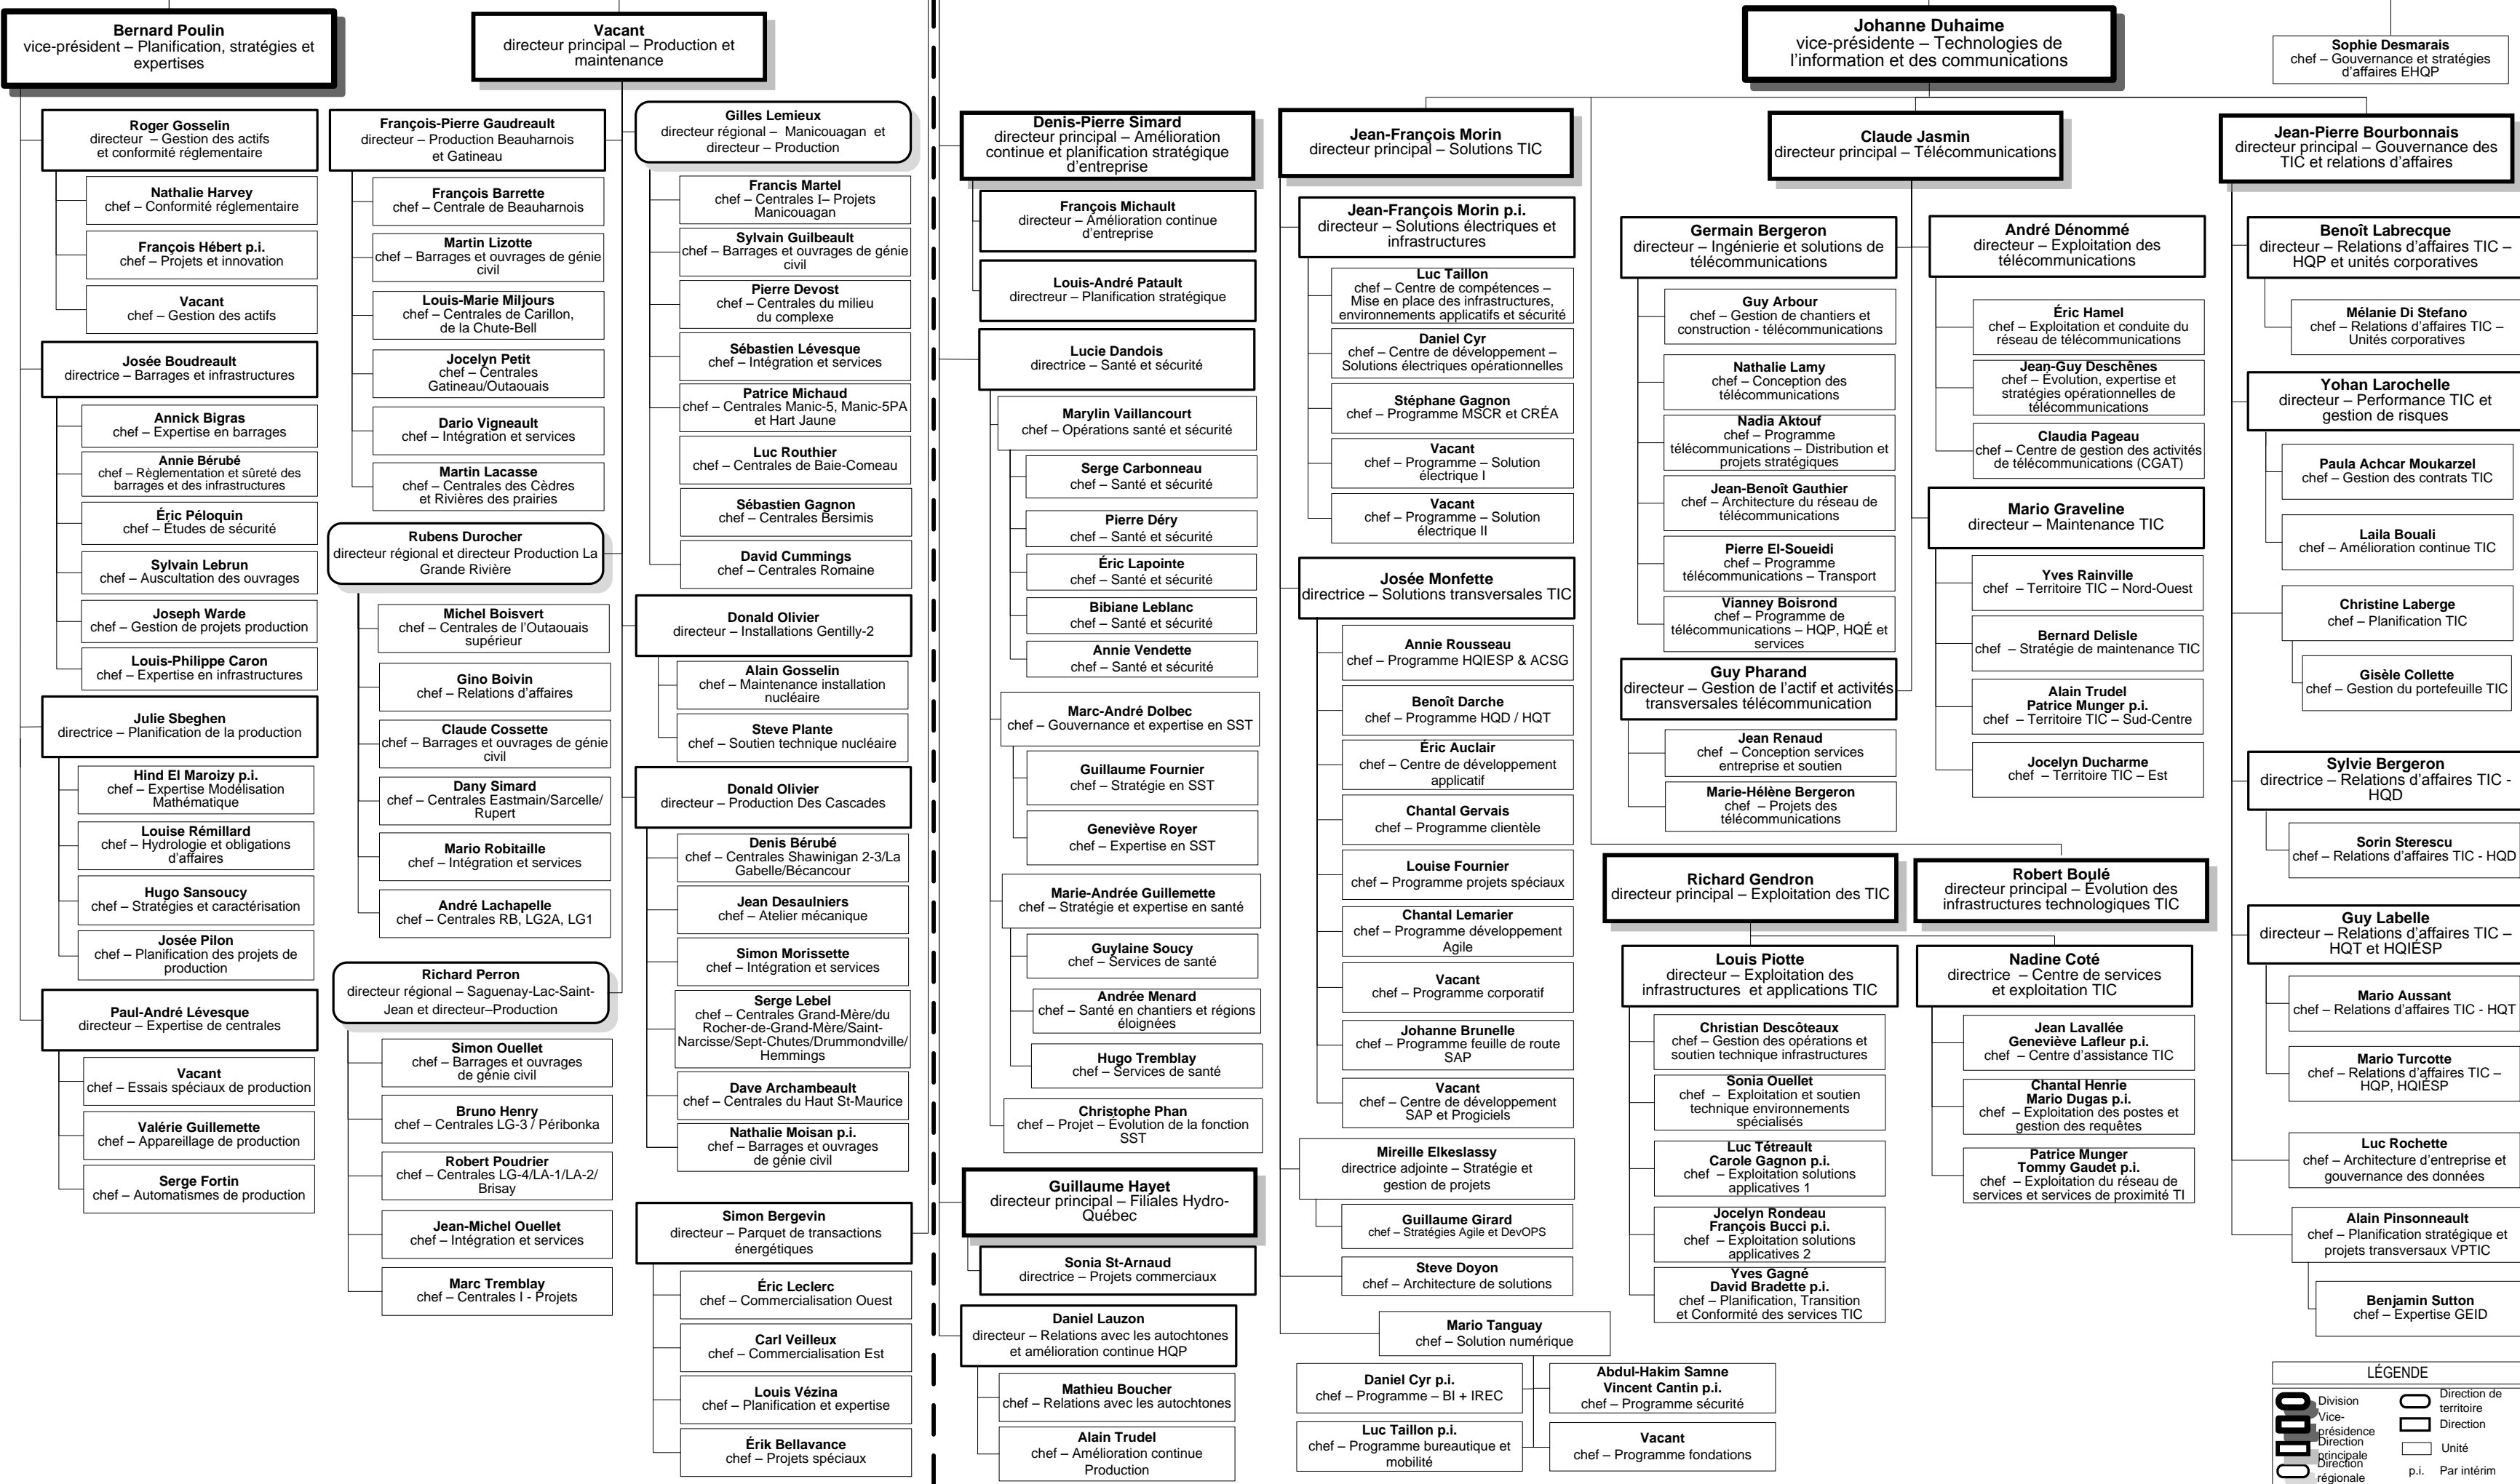 Bernard Poulin
vice-président – Planification, stratégies et
expertises
Roger Gosselin
directeur – Gestion des actifs
et conformité réglementaire
Nathalie Harvey
chef – Conformité réglementaire
François Hébert p.i.
chef – Projets et innovation
Vacant
chef – Gestion des actifs
Josée Boudreault
directrice – Barrages et infrastructures
Annick Bigras
chef – Expertise en barrages
Annie Bérubé
chef – Règlementation et sûreté des
barrages et des infrastructures
Éric Péloquin
chef – Études de sécurité
Sylvain Lebrun
chef – Auscultation des ouvrages
Joseph Warde
chef – Gestion de projets production
Louis-Philippe Caron
chef – Expertise en infrastructures
Julie Sbeghen
directrice – Planification de la production
Hind El Maroizy p.i.
chef – Expertise Modélisation
Mathématique
Louise Rémillard
chef – Hydrologie et obligations
d'affaires
Hugo Sansoucy
chef – Stratégies et caractérisation
Josée Pilon
chef – Planification des projets de
production
Paul-André Lévesque
directeur – Expertise de centrales
Vacant
chef – Essais spéciaux de production
Valérie Guillemette
chef – Appareillage de production
Serge Fortin
chef – Automatismes de production
Vacant
directeur principal – Production et
maintenance
François-Pierre Gaudreault
directeur – Production Beauharnois
et Gatineau
François Barrette
chef – Centrale de Beauharnois
Martin Lizotte
chef – Barrages et ouvrages de génie
civil
Louis-Marie Miljours
chef – Centrales de Carillon,
de la Chute-Bell
Jocelyn Petit
chef – Centrales
Gatineau/Outaouais
Dario Vigneault
chef – Intégration et services
Martin Lacasse
chef – Centrales des Cèdres
et Rivières des prairies
Rubens Durocher
directeur régional et directeur Production La
Grande Rivière
Michel Boisvert
chef – Centrales de l'Outaouais
supérieur
Gino Boivin
chef – Relations d'affaires
Claude Cossette
chef – Barrages et ouvrages de génie
civil
Dany Simard
chef – Centrales Eastmain/Sarcelle/
Rupert
Mario Robitaille
chef – Intégration et services
André Lachapelle
chef – Centrales RB, LG2A, LG1
Richard Perron
directeur régional – Saguenay-Lac-Saint-
Jean et directeur–Production
Simon Ouellet
chef – Barrages et ouvrages
de génie civil
Bruno Henry
chef – Centrales LG-3 / Péribonka
Robert Poudrier
chef – Centrales LG-4/LA-1/LA-2/
Brisay
Jean-Michel Ouellet
chef – Intégration et services
Marc Tremblay
chef – Centrales I - Projets
Gilles Lemieux
directeur régional – Manicouagan et
directeur – Production
Francis Martel
chef – Centrales I– Projets
Manicouagan
Sylvain Guilbeault
chef – Barrages et ouvrages de génie
civil
Pierre Devost
chef – Centrales du milieu
du complexe
Sébastien Lévesque
chef – Intégration et services
Patrice Michaud
chef – Centrales Manic-5, Manic-5PA
et Hart Jaune
Luc Routhier
chef – Centrales de Baie-Comeau
Sébastien Gagnon
chef – Centrales Bersimis
David Cummings
chef – Centrales Romaine
Donald Olivier
directeur – Installations Gentilly-2
Alain Gosselin
chef – Maintenance installation
nucléaire
Steve Plante
chef – Soutien technique nucléaire
Donald Olivier
directeur – Production Des Cascades
Denis Bérubé
chef – Centrales Shawinigan 2-3/La
Gabelle/Bécancour
Jean Desaulniers
chef – Atelier mécanique
Simon Morissette
chef – Intégration et services
Serge Lebel
chef – Centrales Grand-Mère/du
Rocher-de-Grand-Mère/Saint-
Narcisse/Sept-Chutes/Drummondville/
Hemmings
Dave Archambeault
chef – Centrales du Haut St-Maurice
Nathalie Moisan p.i.
chef – Barrages et ouvrages
de génie civil
Simon Bergevin
directeur – Parquet de transactions
énergétiques
Éric Leclerc
chef – Commercialisation Ouest
Carl Veilleux
chef – Commercialisation Est
Louis Vézina
chef – Planification et expertise
Érik Bellavance
chef – Projets spéciaux
Denis-Pierre Simard
directeur principal – Amélioration
continue et planification stratégique
d'entreprise
François Michault
directeur – Amélioration continue
d'entreprise
Louis-André Patault
directreur – Planification stratégique
Lucie Dandois
directrice – Santé et sécurité
Marylin Vaillancourt
chef – Opérations santé et sécurité
Serge Carbonneau
chef – Santé et sécurité
Pierre Déry
chef – Santé et sécurité
Éric Lapointe
chef – Santé et sécurité
Bibiane Leblanc
chef – Santé et sécurité
Annie Vendette
chef – Santé et sécurité
Marc-André Dolbec
chef – Gouvernance et expertise en SST
Guillaume Fournier
chef – Stratégie en SST
Geneviève Royer
chef – Expertise en SST
Marie-Andrée Guillemette
chef – Stratégie et expertise en santé
Guylaine Soucy
chef – Services de santé
Andrée Menard
chef – Santé en chantiers et régions
éloignées
Hugo Tremblay
chef – Services de santé
Christophe Phan
chef – Projet – Évolution de la fonction
SST
Guillaume Hayet
directeur principal – Filiales Hydro-
Québec
Sonia St-Arnaud
directrice – Projets commerciaux
Daniel Lauzon
directeur – Relations avec les autochtones
et amélioration continue HQP
Mathieu Boucher
chef – Relations avec les autochtones
Alain Trudel
chef – Amélioration continue
Production
Johanne Duhaime
vice-présidente – Technologies de
l'information et des communications
Jean-François Morin
directeur principal – Solutions TIC
Jean-François Morin p.i.
directeur – Solutions électriques et
infrastructures
Luc Taillon
chef – Centre de compétences –
Mise en place des infrastructures,
environnements applicatifs et sécurité
Daniel Cyr
chef – Centre de développement –
Solutions électriques opérationnelles
Stéphane Gagnon
chef – Programme MSCR et CRÉA
Vacant
chef – Programme – Solution
électrique I
Vacant
chef – Programme – Solution
électrique II
Josée Monfette
directrice – Solutions transversales TIC
Annie Rousseau
chef – Programme HQIESP & ACSG
Benoît Darche
chef – Programme HQD / HQT
Éric Auclair
chef – Centre de développement
applicatif
Chantal Gervais
chef – Programme clientèle
Louise Fournier
chef – Programme projets spéciaux
Chantal Lemarier
chef – Programme développement
Agile
Vacant
chef – Programme corporatif
Johanne Brunelle
chef – Programme feuille de route
SAP
Vacant
chef – Centre de développement
SAP et Progiciels
Mireille Elkeslassy
directrice adjointe – Stratégie et
gestion de projets
Guillaume Girard
chef – Stratégies Agile et DevOPS
Steve Doyon
chef – Architecture de solutions
Mario Tanguay
chef – Solution numérique
Daniel Cyr p.i.
chef – Programme – BI + IREC
Abdul-Hakim Samne
Vincent Cantin p.i.
chef – Programme sécurité
Luc Taillon p.i.
chef – Programme bureautique et
mobilité
Vacant
chef – Programme fondations
Claude Jasmin
directeur principal – Télécommunications
Germain Bergeron
directeur – Ingénierie et solutions de
télécommunications
Guy Arbour
chef – Gestion de chantiers et
construction - télécommunications
Nathalie Lamy
chef – Conception des
télécommunications
Nadia Aktouf
chef – Programme
télécommunications – Distribution et
projets stratégiques
Jean-Benoît Gauthier
chef – Architecture du réseau de
télécommunications
Pierre El-Soueidi
chef – Programme
télécommunications – Transport
Vianney Boisrond
chef – Programme de
télécommunications – HQP, HQÉ et
services
Guy Pharand
directeur – Gestion de l'actif et activités
transversales télécommunication
Jean Renaud
chef – Conception services
entreprise et soutien
Marie-Hélène Bergeron
chef – Projets des
télécommunications
André Dénommé
directeur – Exploitation des
télécommunications
Éric Hamel
chef – Exploitation et conduite du
réseau de télécommunications
Jean-Guy Deschênes
chef – Évolution, expertise et
stratégies opérationnelles de
télécommunications
Claudia Pageau
chef – Centre de gestion des activités
de télécommunications (CGAT)
Mario Graveline
directeur – Maintenance TIC
Yves Rainville
chef – Territoire TIC – Nord-Ouest
Bernard Delisle
chef – Stratégie de maintenance TIC
Alain Trudel
Patrice Munger p.i.
chef – Territoire TIC – Sud-Centre
Jocelyn Ducharme
chef – Territoire TIC – Est
Richard Gendron
directeur principal – Exploitation des TIC
Louis Piotte
directeur – Exploitation des
infrastructures et applications TIC
Christian Descôteaux
chef – Gestion des opérations et
soutien technique infrastructures
Sonia Ouellet
chef – Exploitation et soutien
technique environnements
spécialisés
Luc Tétreault
Carole Gagnon p.i.
chef – Exploitation solutions
applicatives 1
Jocelyn Rondeau
François Bucci p.i.
chef – Exploitation solutions
applicatives 2
Yves Gagné
David Bradette p.i.
chef – Planification, Transition
et Conformité des services TIC
Robert Boulé
directeur principal – Évolution des
infrastructures technologiques TIC
Nadine Coté
directrice – Centre de services
et exploitation TIC
Jean Lavallée
Geneviève Lafleur p.i.
chef – Centre d'assistance TIC
Chantal Henrie
Mario Dugas p.i.
chef – Exploitation des postes et
gestion des requêtes
Patrice Munger
Tommy Gaudet p.i.
chef – Exploitation du réseau de
services et services de proximité TI
Sophie Desmarais
chef – Gouvernance et stratégies
d'affaires EHQP
Jean-Pierre Bourbonnais
directeur principal – Gouvernance des
TIC et relations d'affaires
Benoît Labrecque
directeur – Relations d'affaires TIC –
HQP et unités corporatives
Mélanie Di Stefano
chef – Relations d'affaires TIC –
Unités corporatives
Yohan Larochelle
directeur – Performance TIC et
gestion de risques
Paula Achcar Moukarzel
chef – Gestion des contrats TIC
Laila Bouali
chef – Amélioration continue TIC
Christine Laberge
chef – Planification TIC
Gisèle Collette
chef – Gestion du portefeuille TIC
Sylvie Bergeron
directrice – Relations d'affaires TIC -
HQD
Sorin Sterescu
chef – Relations d'affaires TIC - HQD
Guy Labelle
directeur – Relations d'affaires TIC –
HQT et HQIÉSP
Mario Aussant
chef – Relations d'affaires TIC - HQT
Mario Turcotte
chef – Relations d'affaires TIC –
HQP, HQIÉSP
Luc Rochette
chef – Architecture d'entreprise et
gouvernance des données
Alain Pinsonneault
chef – Planification stratégique et
projets transversaux VPTIC
Benjamin Sutton
chef – Expertise GEID
LÉGENDE
Division
Vice-
présidence
Direction
principale
Direction
régionale
Direction de
territoire
Direction
Unité
p.i. Par intérim